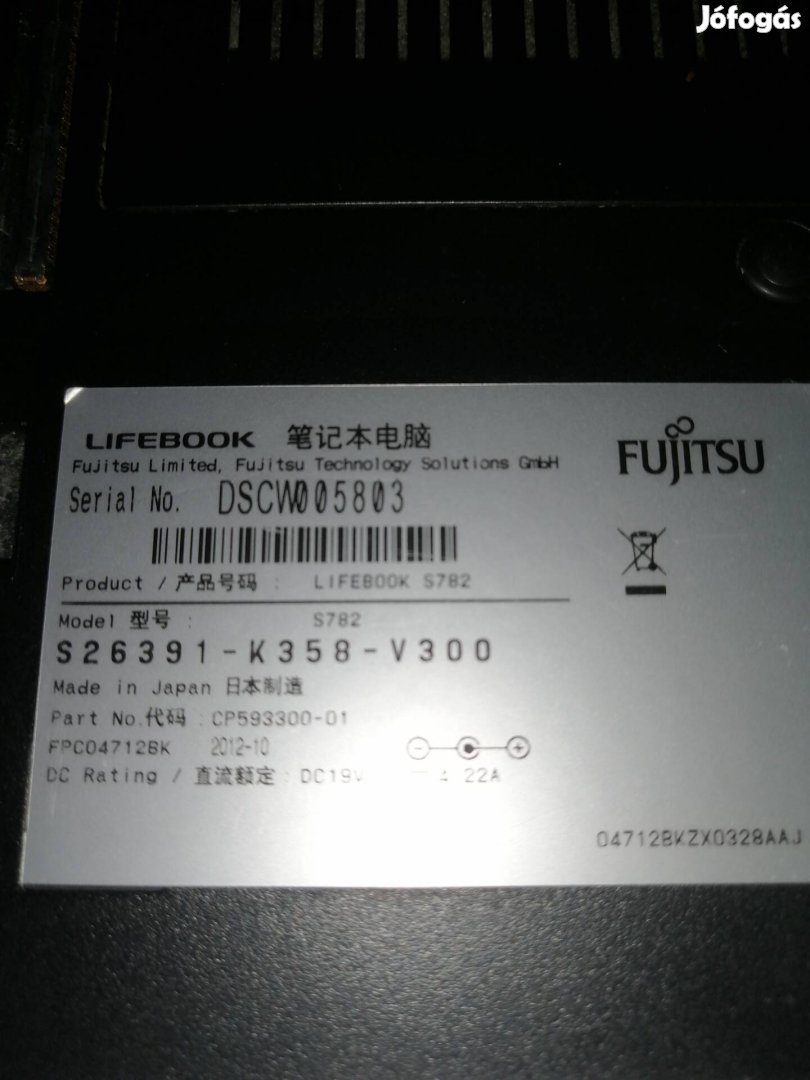 Jófogás
LIFEBOOK 笔记本电脑
FUJITSU
Fujitsu Limited, Fujitsu Technology Solutions GmbH
Serial No. DSCW005803
Product / 产品号码 : LIFEBOOK S782
Model 型号 : S782
S26391-K358-V300
Made in Japan 日本制造
Part No.代码 : CP593300-01
FPC04712BK 2012-10
DC Rating / 直流额定 : DC19V 4.22A
04712BKZX0328AAJ